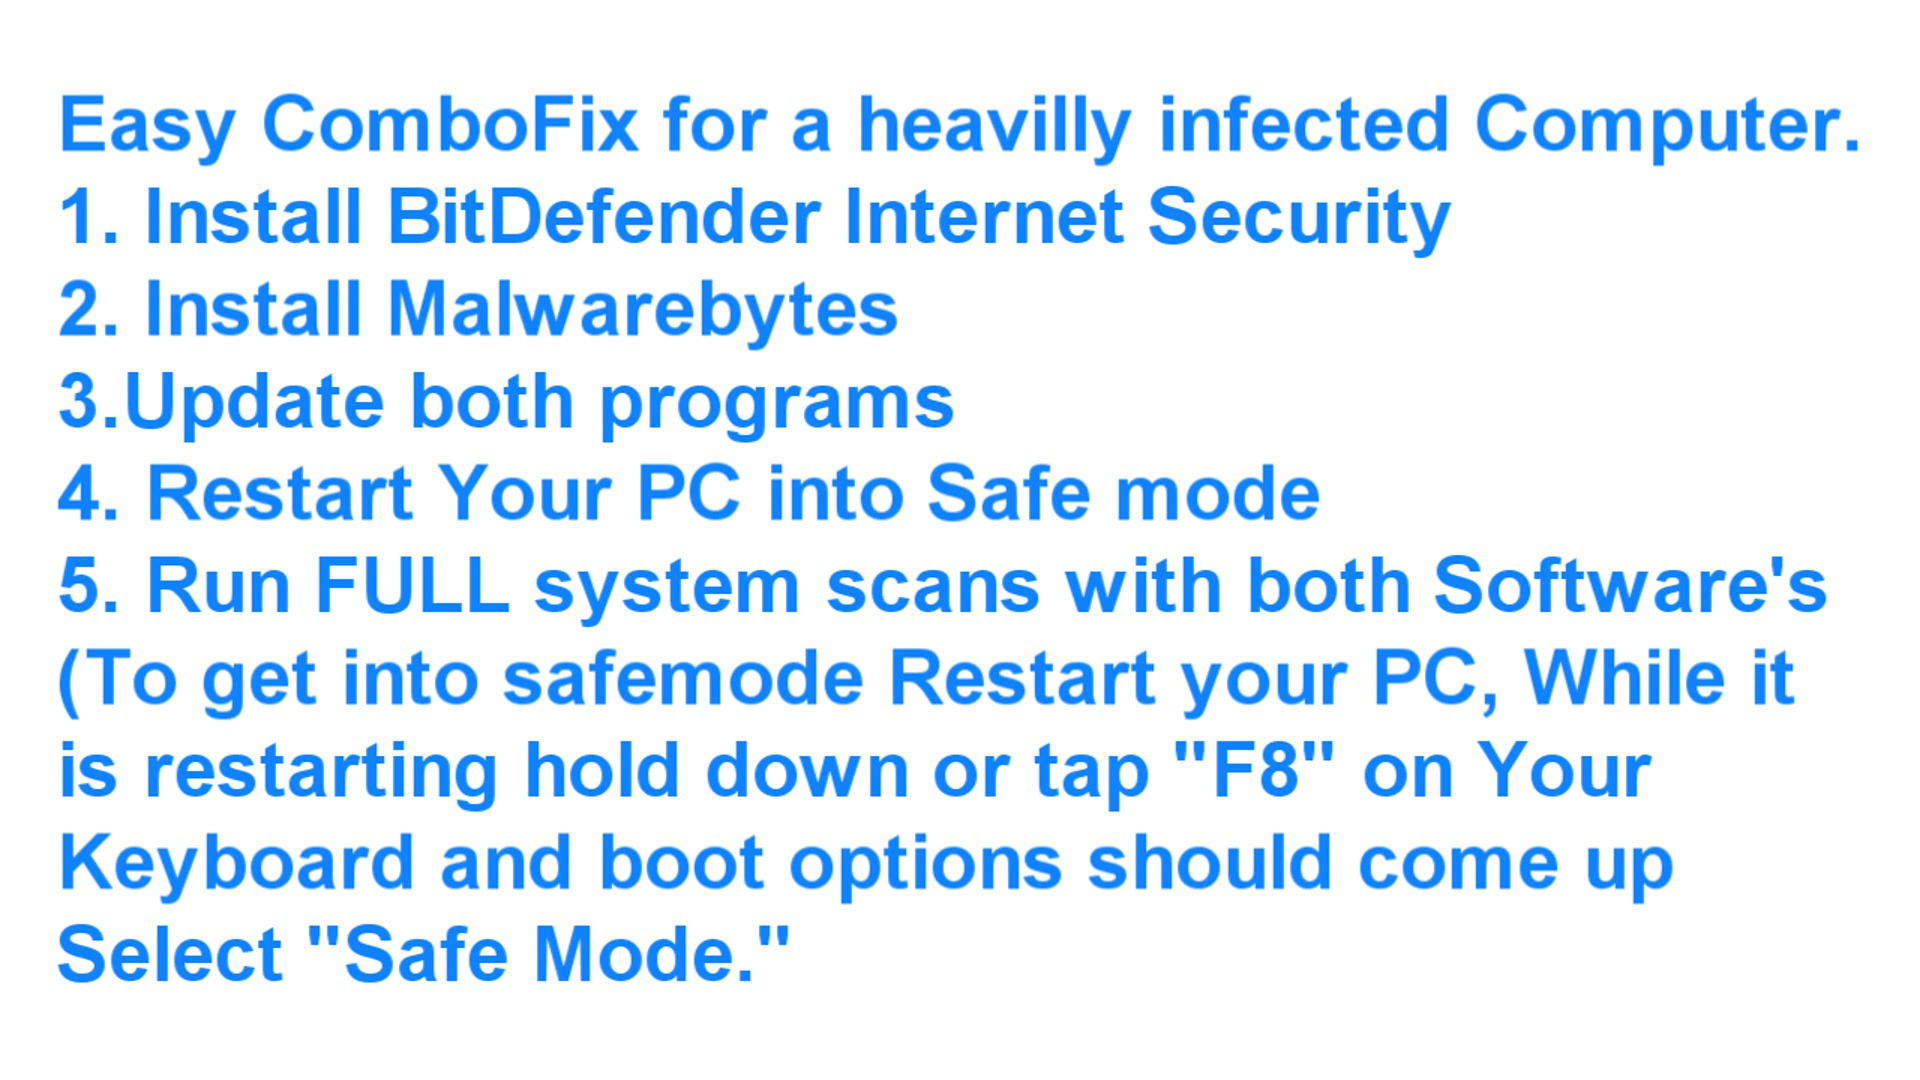 Easy ComboFix for a heavilly infected Computer.
1. Install BitDefender Internet Security
2. Install Malwarebytes
3.Update both programs
4. Restart Your PC into Safe mode
5. Run FULL system scans with both Software's
(To get into safemode Restart your PC, While it
is restarting hold down or tap "F8" on Your
Keyboard and boot options should come up
Select "Safe Mode."